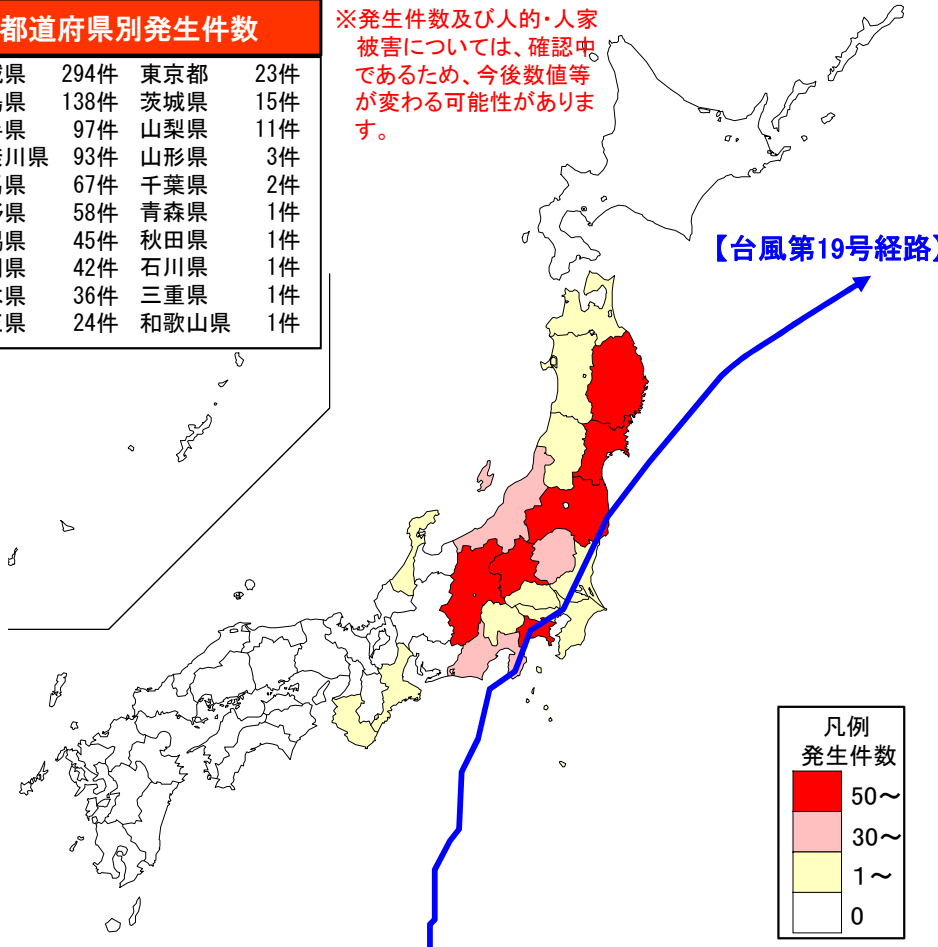 都道府県別発生件数
県 294件 東京都 23件
県 138件 茨城県 15件
県 97件 山梨県 11件
川県 93件 山形県 3件
県 67件 千葉県 2件
県 58件 青森県 1件
県 45件 秋田県 1件
県 42件 石川県 1件
県 36件 三重県 1件
県 24件 和歌山県 1件
※発生件数及び人的・人家
被害については、確認中
であるため、今後数値等
が変わる可能性がありま
す。
【台風第19号経路】
凡例
発生件数
50～
30～
1～
0